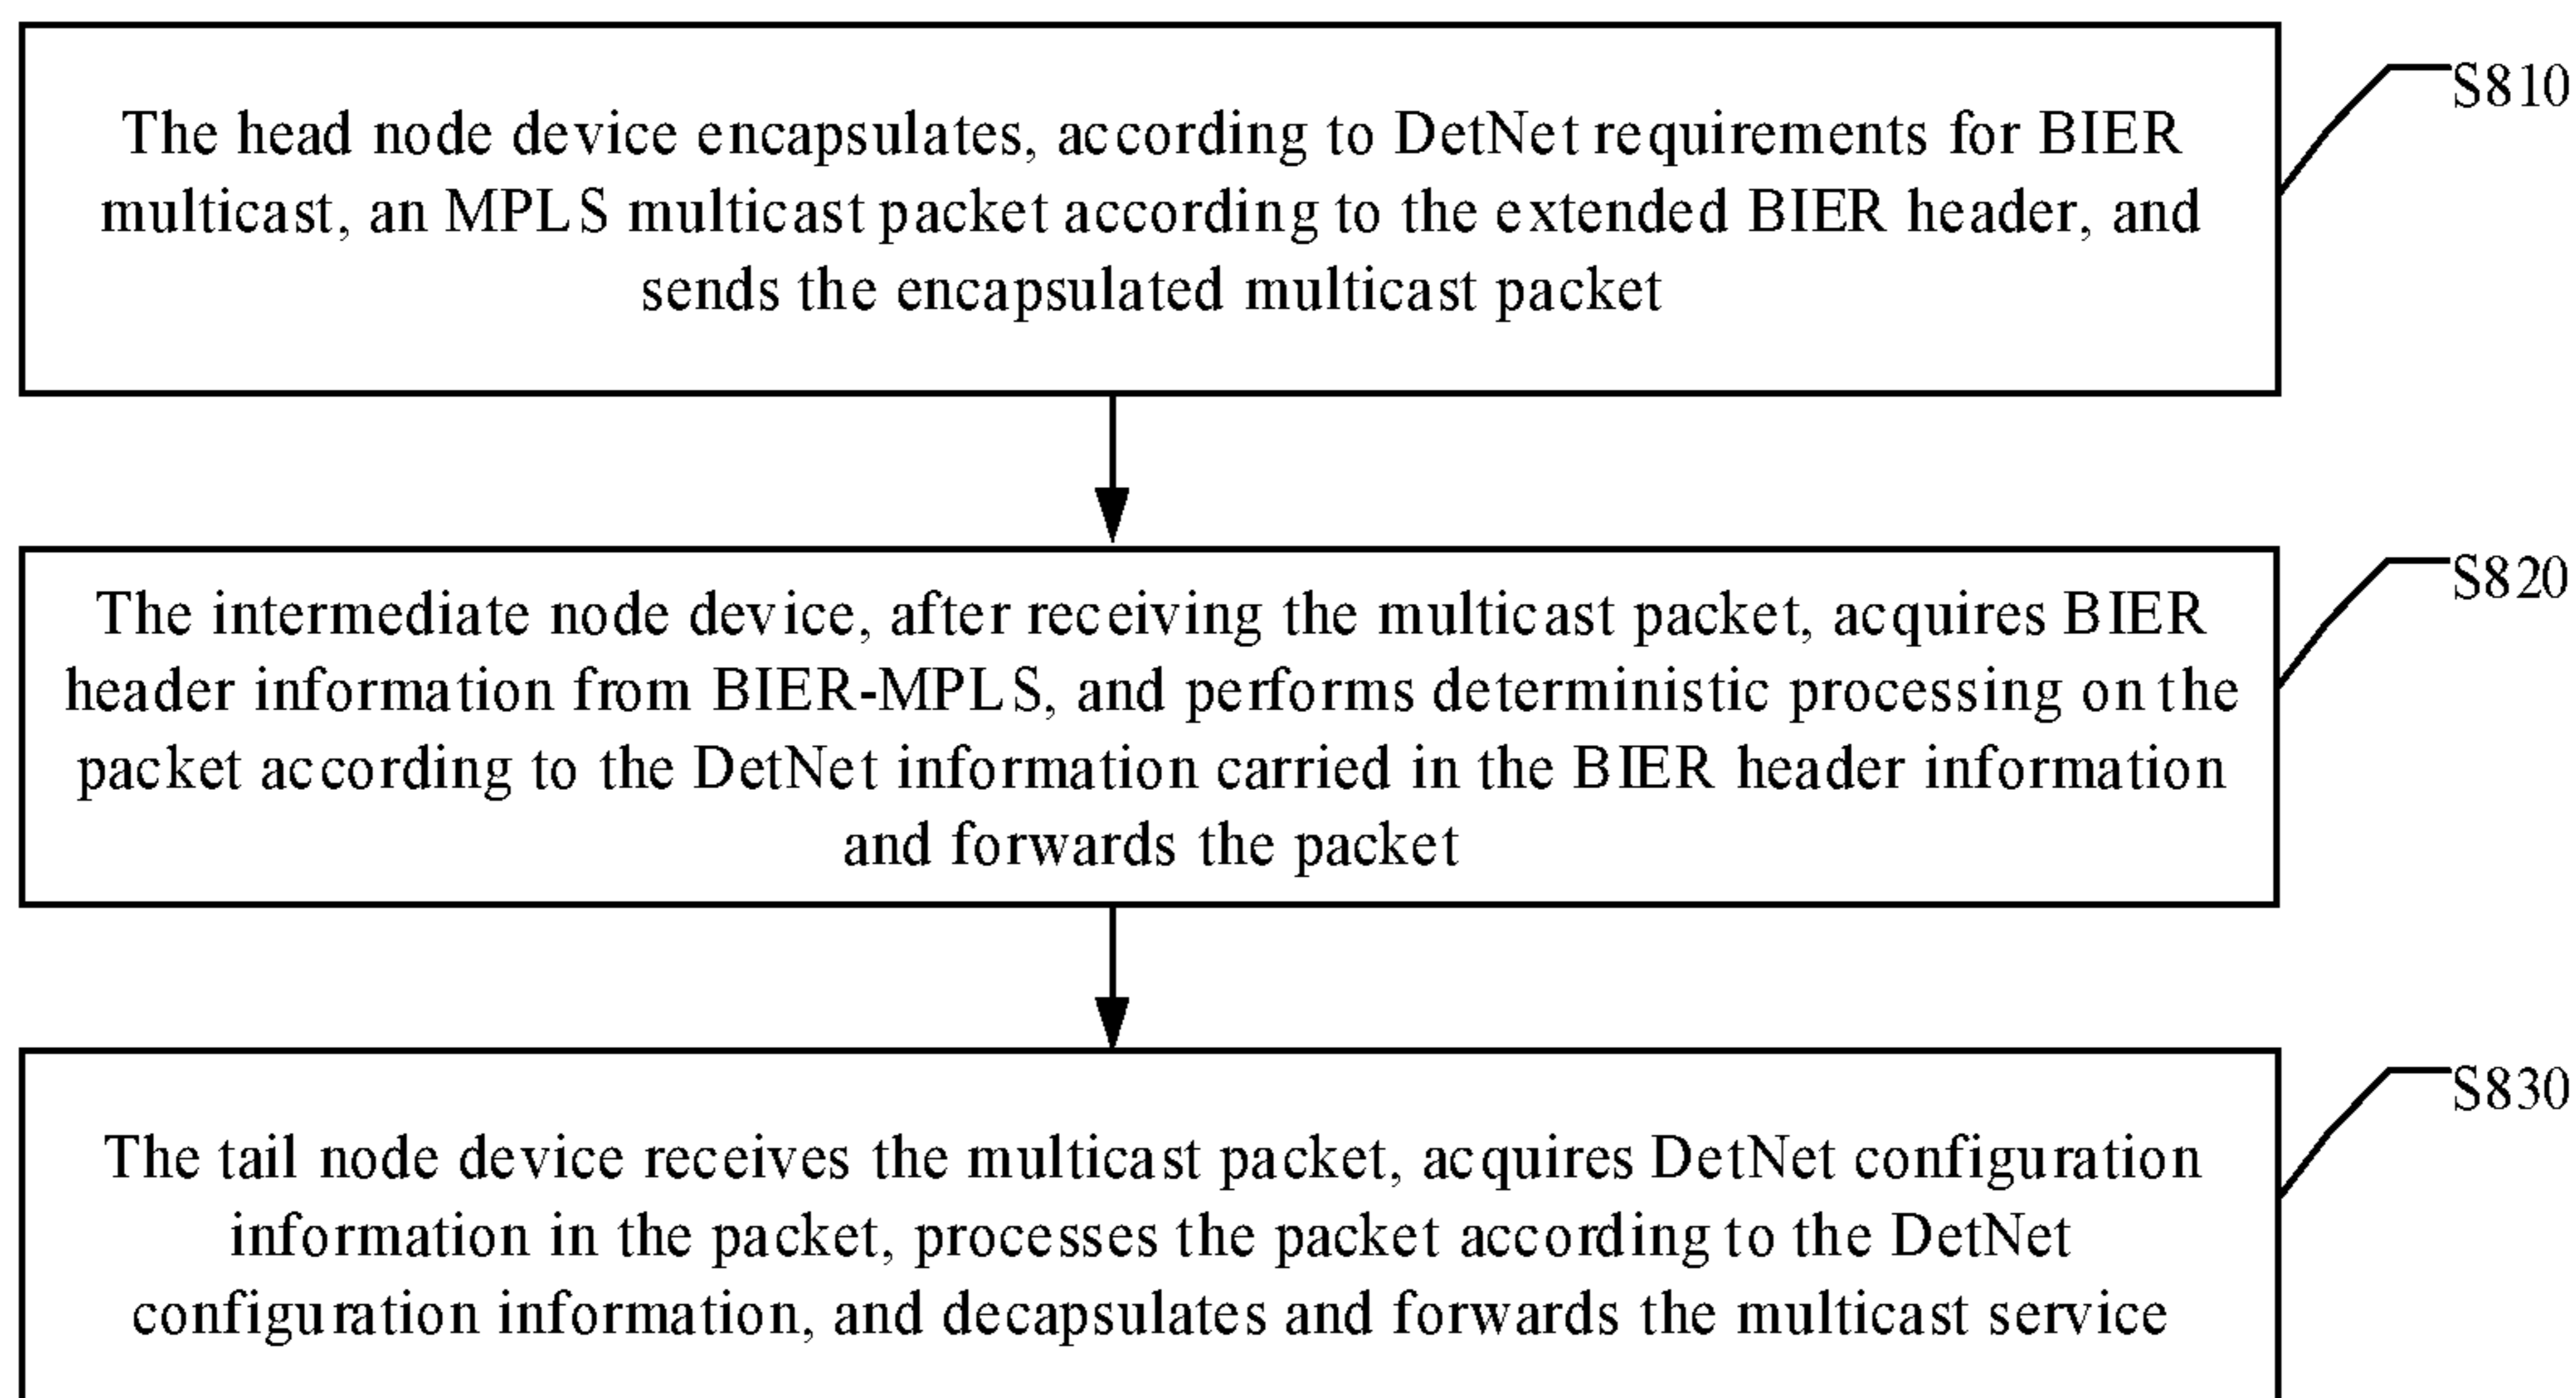 The head node device encapsulates, according to DetNet requirements for BIER
multicast, an MPLS multicast packet according to the extended BIER header, and
sends the encapsulated multicast packet
S810
The intermediate node device, after receiving the multicast packet, acquires BIER
header information from BIER-MPLS, and performs deterministic processing on the
packet according to the DetNet information carried in the BIER header information
and forwards the packet
S820
The tail node device receives the multicast packet, acquires DetNet configuration
information in the packet, processes the packet according to the DetNet
configuration information, and decapsulates and forwards the multicast service
S830